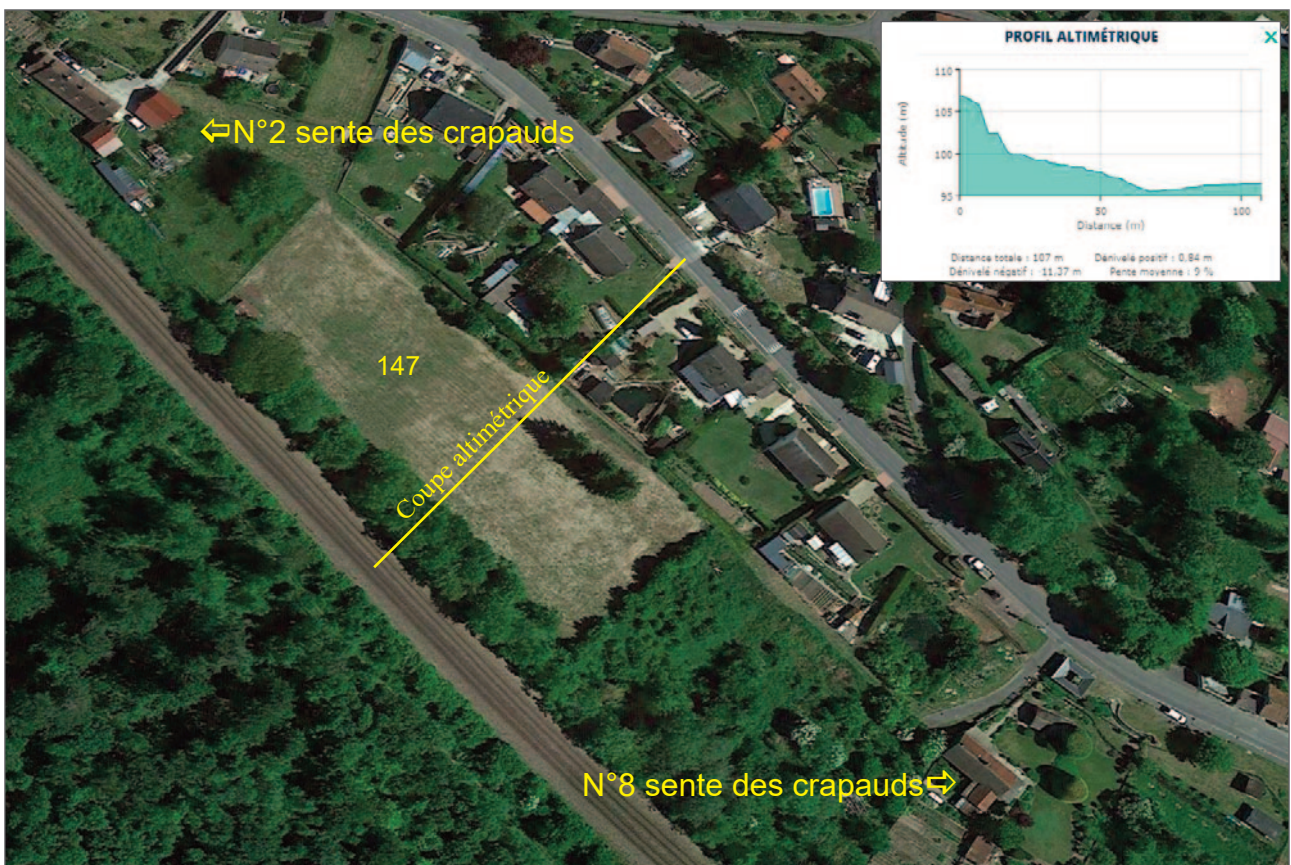 PROFIL ALTIMÉTRIQUE
×
110
105
100
95
Altitude (m)
0 50 100
Distance (m)
Distance totale : 107 m Dénivelé positif : 0,84 m
Dénivelé négatif : -11,37 m Pente moyenne : 9 %
⇦N°2 sente des crapauds
147
Coupe altimétrique
N°8 sente des crapauds⇨